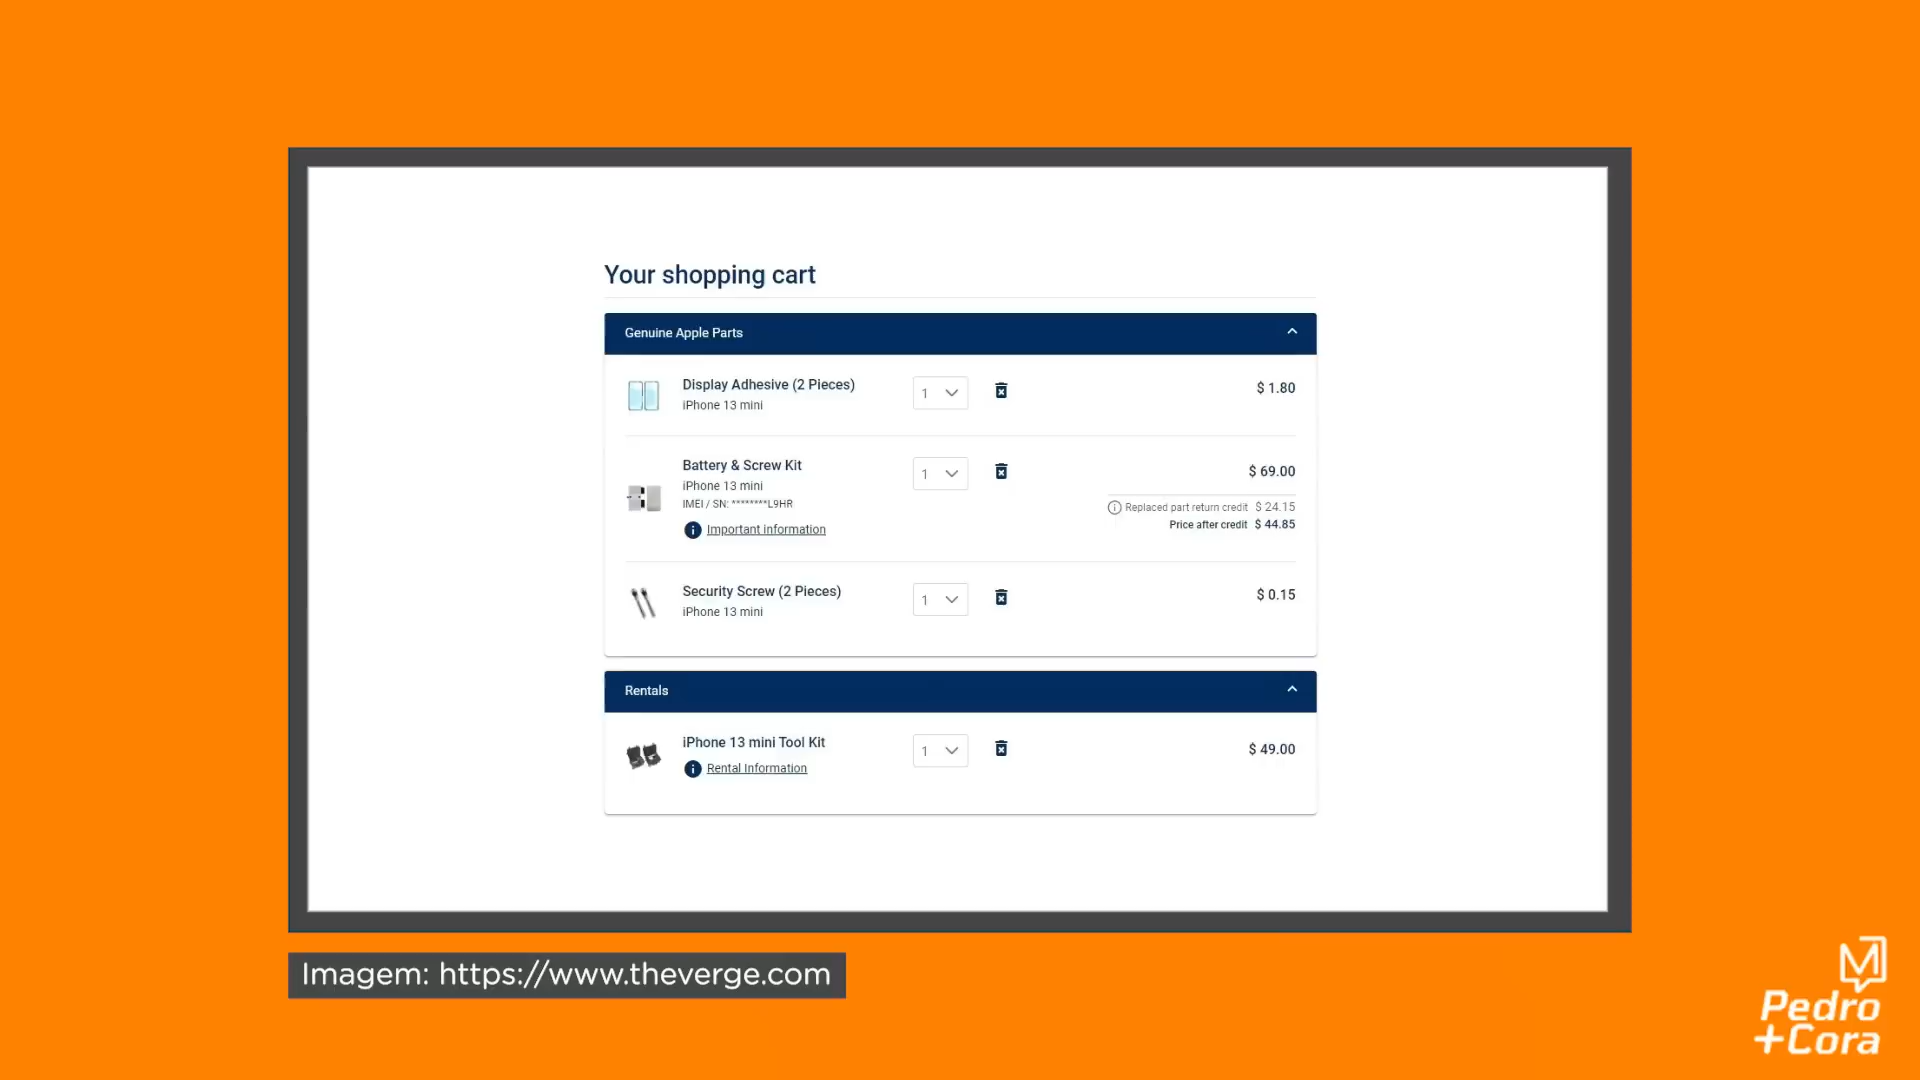 Your shopping cart
Genuine Apple Parts
Display Adhesive (2 Pieces)
iPhone 13 mini
1
$ 1.80
Battery & Screw Kit
iPhone 13 mini
IMEI / SN: ********L9HR
Important information
1
$ 69.00
Replaced part return credit $ 24.15
Price after credit $ 44.85
Security Screw (2 Pieces)
iPhone 13 mini
1
$ 0.15
Rentals
iPhone 13 mini Tool Kit
Rental Information
1
$ 49.00
Imagem: https://www.theverge.com
M
Pedro
+Cora